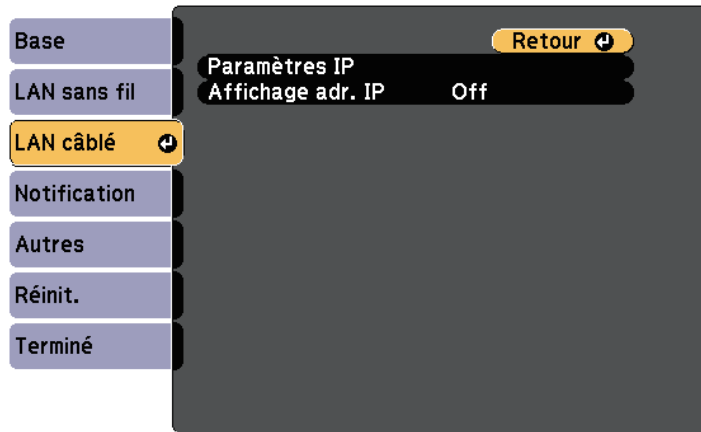 Base
LAN sans fil
LAN câblé
Notification
Autres
Réinit.
Terminé
Retour
Paramètres IP
Affichage adr. IP Off